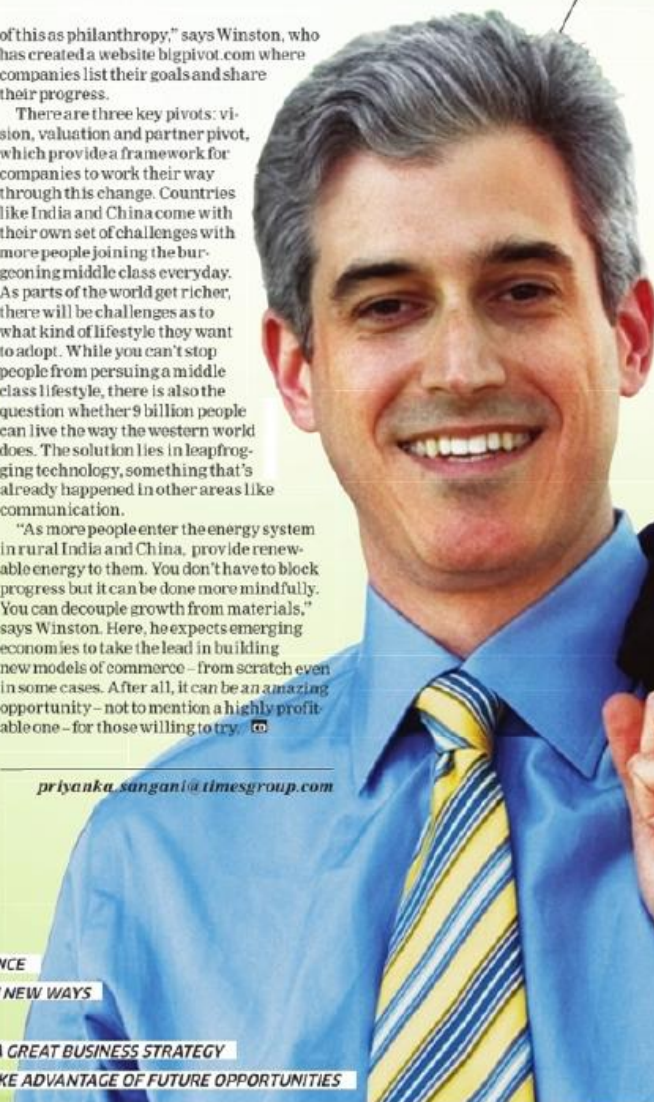 of this as philanthropy,” says Winston, who
has created a website bigpivot.com where
companies list their goals and share
their progress.
There are three key pivots: vi-
sion, valuation and partner pivot,
which provide a framework for
companies to work their way
through this change. Countries
like India and China come with
their own set of challenges with
more people joining the bur-
geoning middle class everyday.
As parts of the world get richer,
there will be challenges as to
what kind of lifestyle they want
to adopt. While you can't stop
people from persuing a middle
class lifestyle, there is also the
question whether 9 billion people
can live the way the western world
does. The solution lies in leapfrog-
ging technology, something that's
already happened in other areas like
communication.
“As more people enter the energy system
in rural India and China, provide renew-
able energy to them. You don't have to block
progress but it can be done more mindfully.
You can decouple growth from materials,”
says Winston. Here, he expects emerging
economies to take the lead in building
new models of commerce – from scratch even
in some cases. After all, it can be an amazing
opportunity – not to mention a highly profit-
able one – for those willing to try. CD
priyanka.sangani@timesgroup.com
NCE
NEW WAYS
A GREAT BUSINESS STRATEGY
KE ADVANTAGE OF FUTURE OPPORTUNITIES